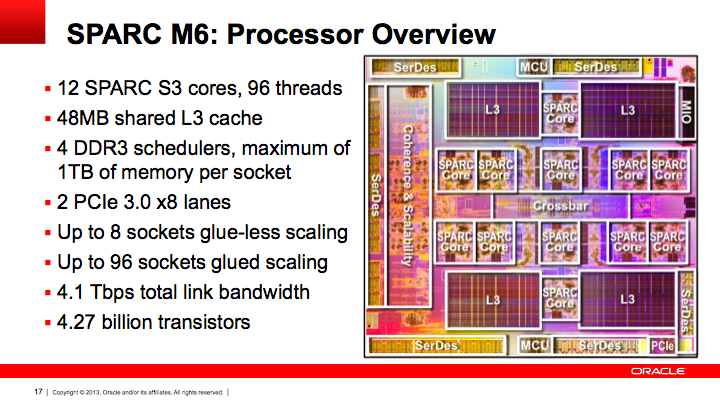 SPARC M6: Processor Overview
▪ 12 SPARC S3 cores, 96 threads
▪ 48MB shared L3 cache
▪ 4 DDR3 schedulers, maximum of
1TB of memory per socket
▪ 2 PCIe 3.0 x8 lanes
▪ Up to 8 sockets glue-less scaling
▪ Up to 96 sockets glued scaling
▪ 4.1 Tbps total link bandwidth
▪ 4.27 billion transistors
SerDes MCU SerDes
L3 SPARC Core L3 MIO
SerDes
Coherence & Scalability
SPARC Core SPARC Core SPARC Core SPARC Core SPARC Core
Crossbar
SPARC Core SPARC Core SPARC Core SPARC Core SPARC Core
L3 SPARC Core L3 SerDes
SerDes MCU SerDes PCIe
ORACLE
17 | Copyright © 2013, Oracle and/or its affiliates. All rights reserved. |